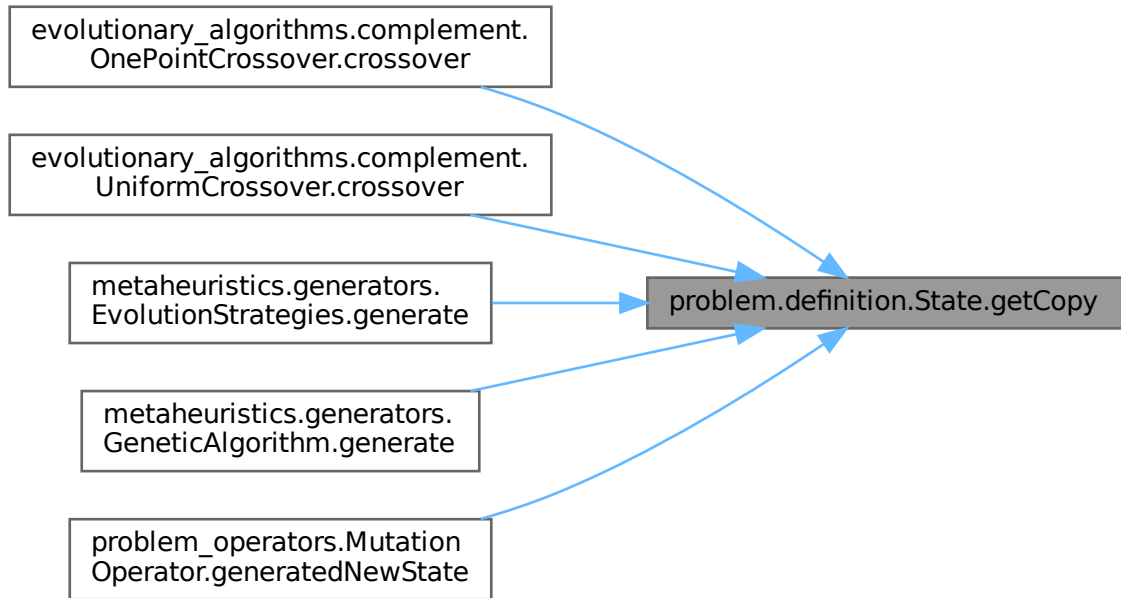 evolutionary_algorithms.complement.
OnePointCrossover.crossover
evolutionary_algorithms.complement.
UniformCrossover.crossover
metaheuristics.generators.
EvolutionStrategies.generate
problem.definition.State.getCopy
metaheuristics.generators.
GeneticAlgorithm.generate
problem_operators.Mutation
Operator.generatedNewState